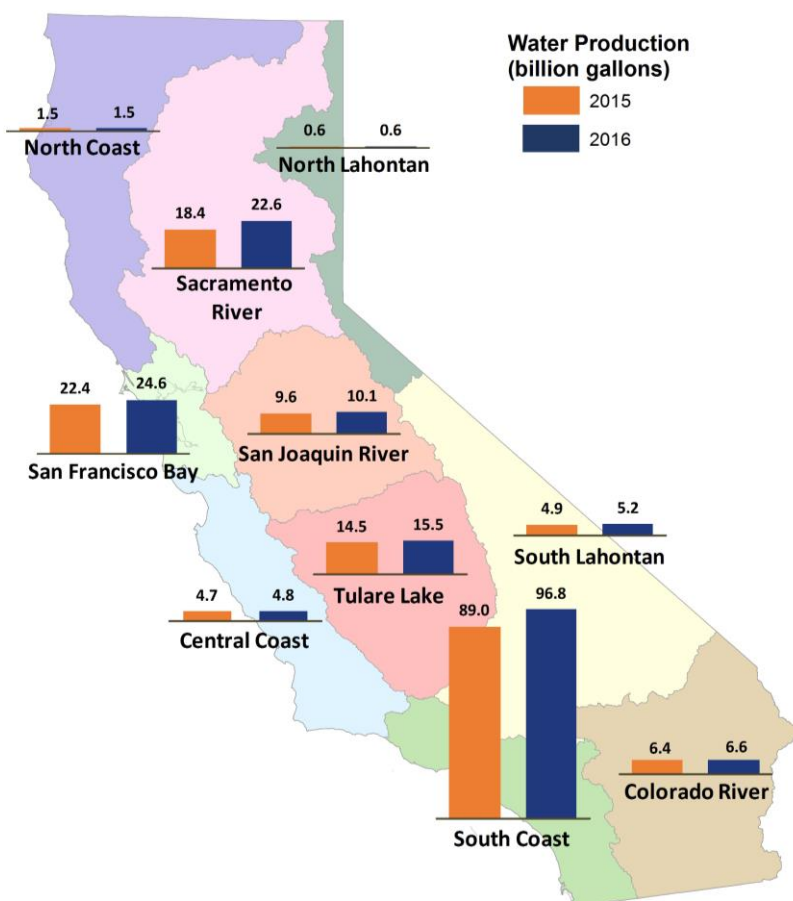 Water Production
(billion gallons)
2015
2016
1.5 1.5
North Coast
0.6 0.6
North Lahontan
18.4 22.6
Sacramento
River
22.4 24.6
San Francisco Bay
9.6 10.1
San Joaquin River
4.9 5.2
South Lahontan
14.5 15.5
Tulare Lake
4.7 4.8
Central Coast
89.0 96.8
South Coast
6.4 6.6
Colorado River